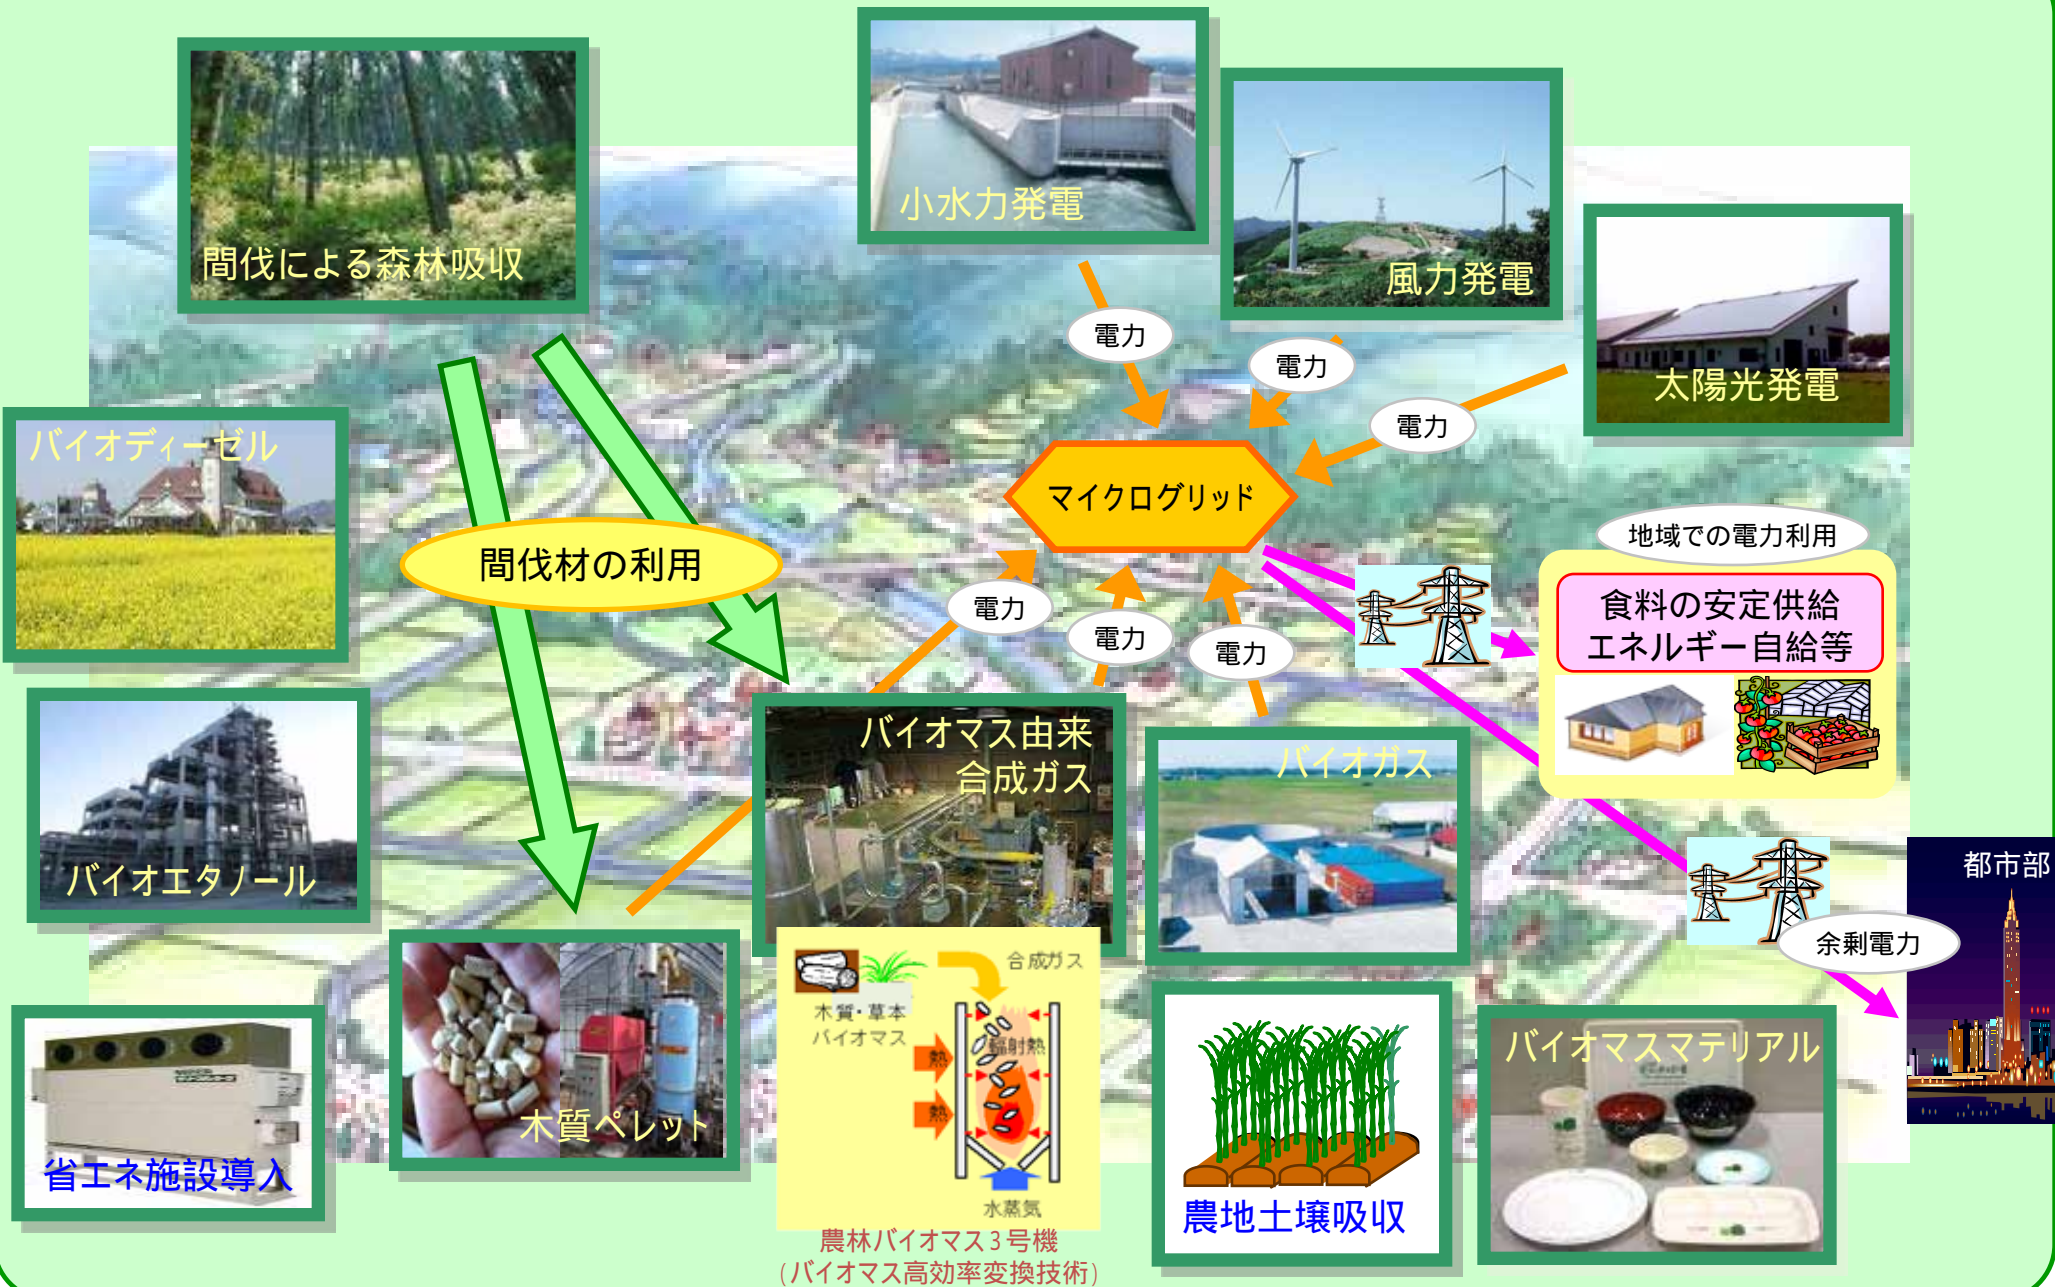 間伐による森林吸収
小水力発電
風力発電
太陽光発電
電力
電力
電力
バイオディーゼル
マイクログリッド
間伐材の利用
地域での電力利用
食料の安定供給
エネルギー自給等
電力
電力
電力
バイオマス由来
合成ガス
バイオガス
バイオエタノール
都市部
余剰電力
木質ペレット
合成ガス
木質・草本
バイオマス
輻射熱
熱
熱
水蒸気
農林バイオマス3号機
(バイオマス高効率変換技術)
省エネ施設導入
農地土壌吸収
バイオマスマテリアル